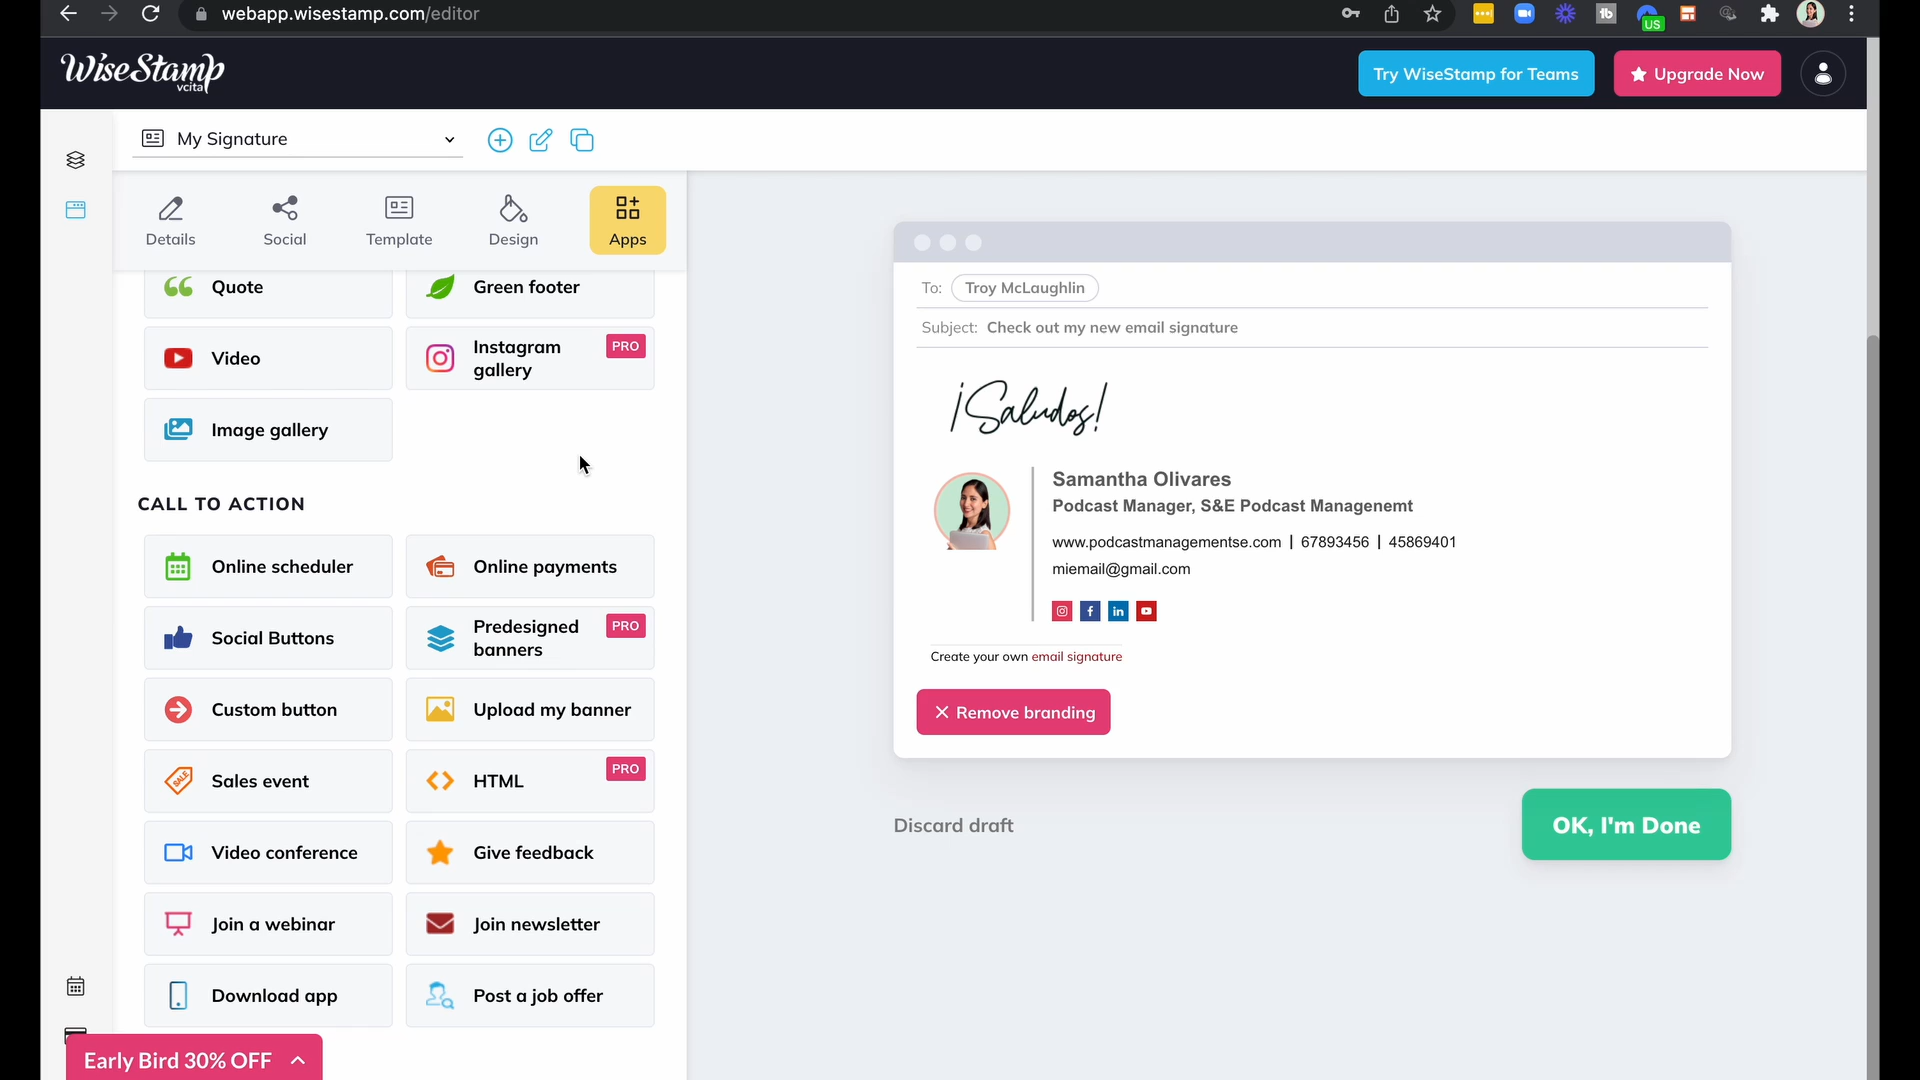 webapp.wisestamp.com/editor
US
WiseStamp
vcita
Try WiseStamp for Teams
Upgrade Now
My Signature
Details
Social
Template
Design
Apps
Quote
Green footer
Video
Instagram gallery
PRO
Image gallery
CALL TO ACTION
Online scheduler
Online payments
Social Buttons
Predesigned banners
PRO
Custom button
Upload my banner
SALE
Sales event
HTML
PRO
Video conference
Give feedback
Join a webinar
Join newsletter
Download app
Post a job offer
Early Bird 30% OFF
To: Troy McLaughlin
Subject: Check out my new email signature
¡Saludos!
Samantha Olivares
Podcast Manager, S&E Podcast Managenemt
www.podcastmanagementse.com | 67893456 | 45869401
miemail@gmail.com
Create your own email signature
Remove branding
Discard draft
OK, I'm Done